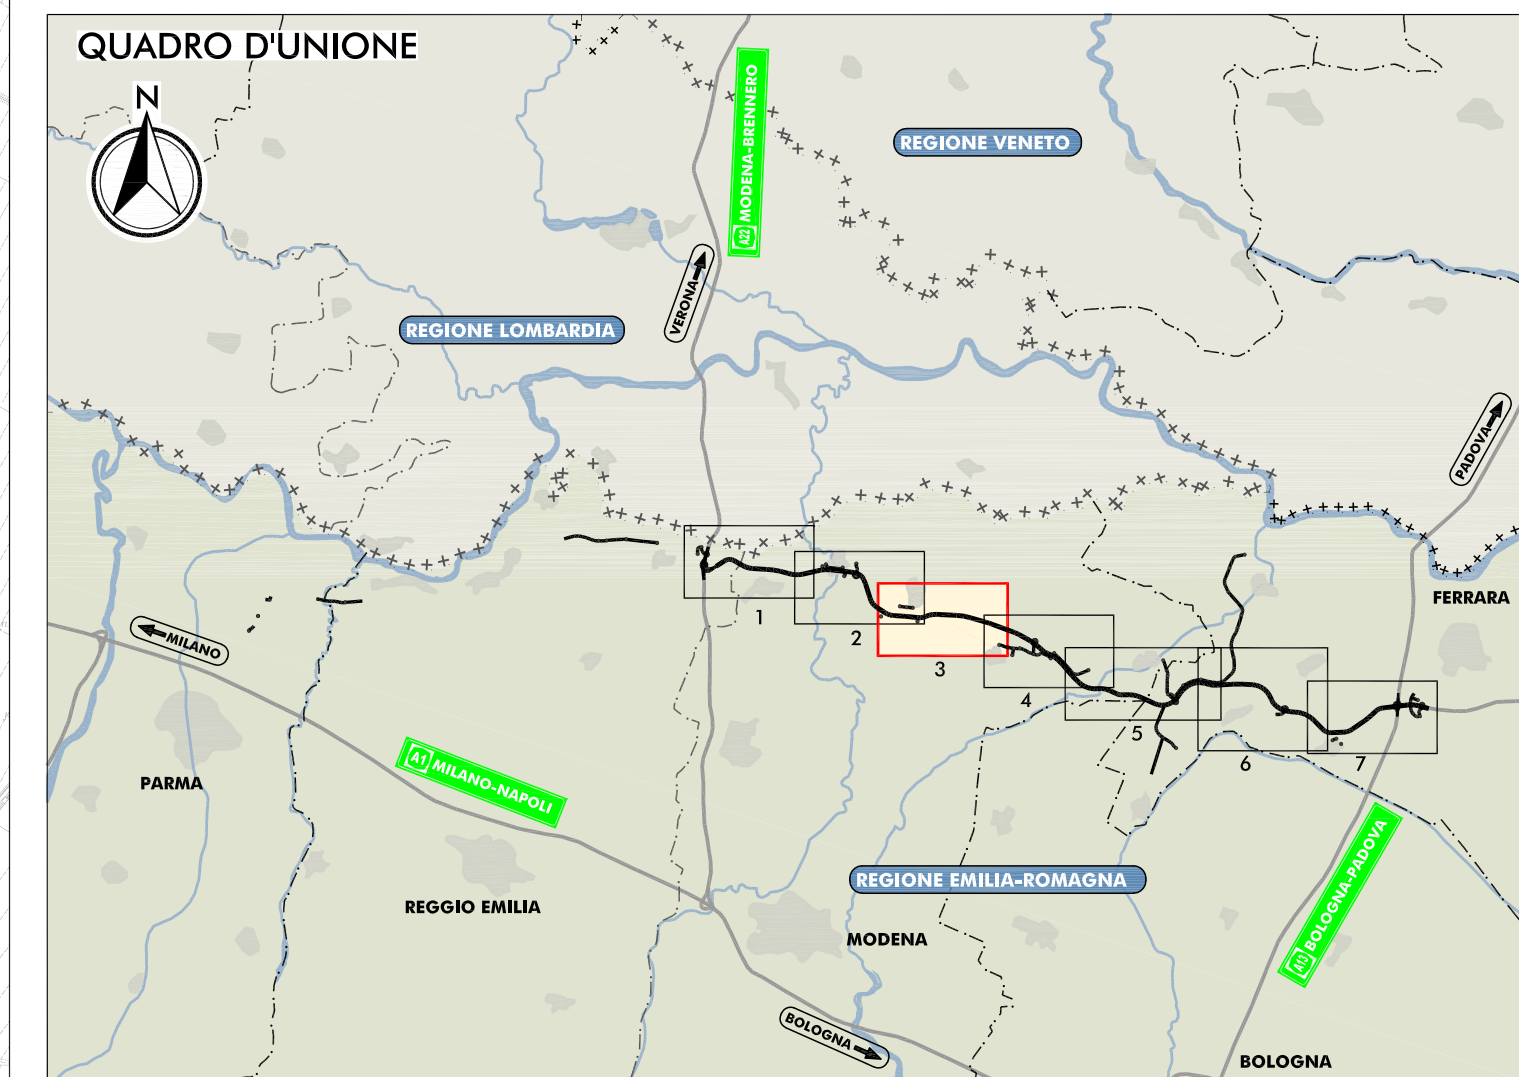 QUADRO D'UNIONE
N
A22 MODENA-BRENNERO
REGIONE VENETO
VERONA
REGIONE LOMBARDIA
PADOVA
FERRARA
MILANO
1
2
3
4
5
6
7
PARMA
A1 MILANO-NAPOLI
A13 BOLOGNA-PADOVA
REGIONE EMILIA-ROMAGNA
REGGIO EMILIA
MODENA
BOLOGNA
BOLOGNA